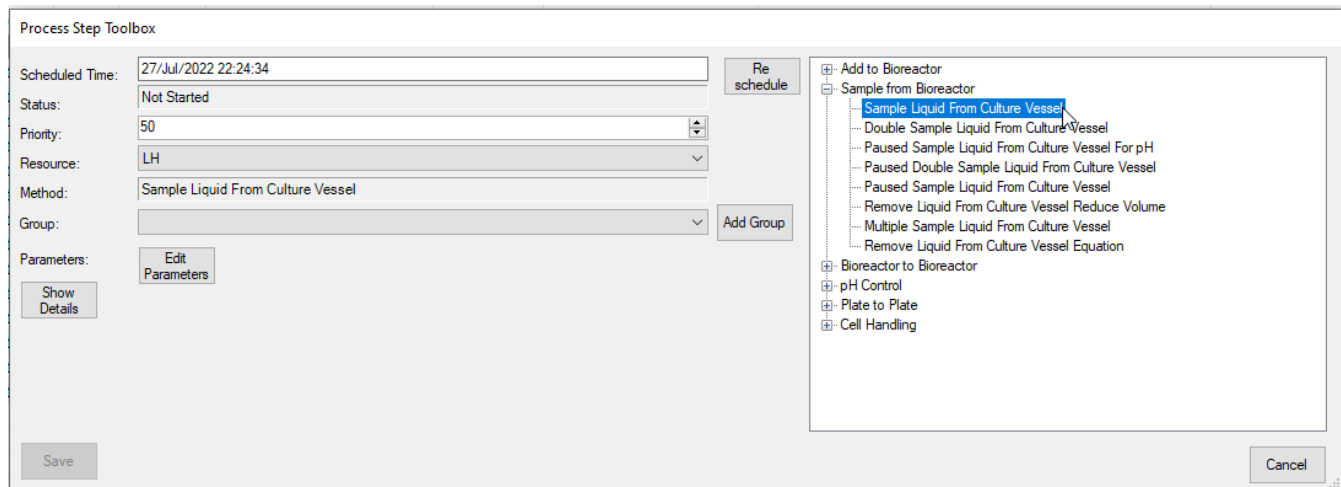 Process Step Toolbox
Scheduled Time:
27/Jul/2022 22:24:34
Re
schedule
Status:
Not Started
Priority:
50
Resource:
LH
Method:
Sample Liquid From Culture Vessel
Group:
Add Group
Parameters:
Edit
Parameters
Show
Details
Save
Add to Bioreactor
Sample from Bioreactor
Sample Liquid From Culture Vessel
Double Sample Liquid From Culture Vessel
Paused Sample Liquid From Culture Vessel For pH
Paused Double Sample Liquid From Culture Vessel
Paused Sample Liquid From Culture Vessel
Remove Liquid From Culture Vessel Reduce Volume
Multiple Sample Liquid From Culture Vessel
Remove Liquid From Culture Vessel Equation
Bioreactor to Bioreactor
pH Control
Plate to Plate
Cell Handling
Cancel